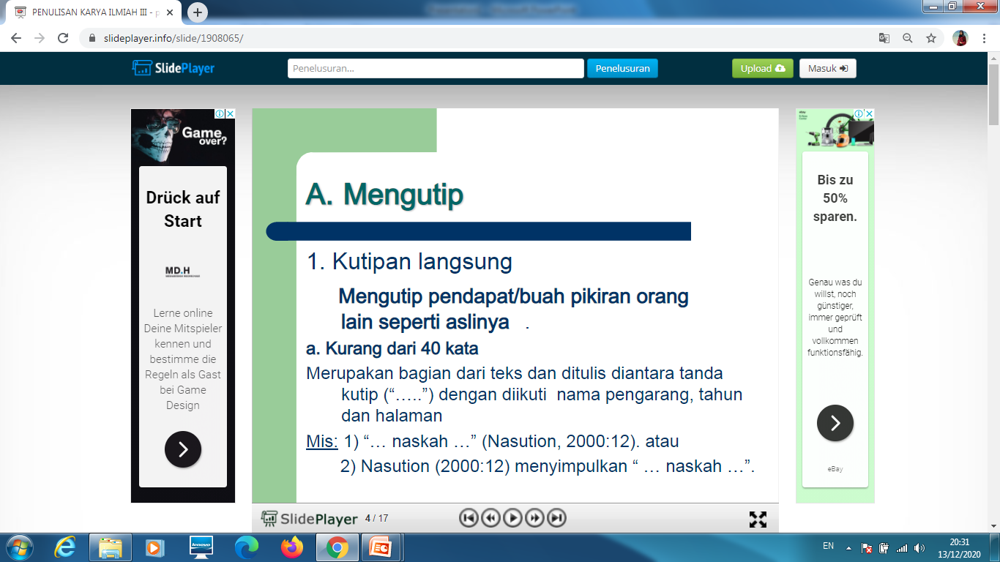 PENULISAN KARYA ILMIAH III - p
slideplayer.info/slide/1908065/
SlidePlayer
Penelusuran...
Penelusuran
Upload
Masuk
Game
over?
Drück auf
Start
MD.H
Lerne online
Deine Mitspieler
kennen und
bestimme die
Regeln als Gast
bei Game
Design
A. Mengutip
1. Kutipan langsung
Mengutip pendapat/buah pikiran orang
lain seperti aslinya .
a. Kurang dari 40 kata
Merupakan bagian dari teks dan ditulis diantara tanda
kutip (“…..”) dengan diikuti nama pengarang, tahun
dan halaman
Mis: 1) “… naskah …” (Nasution, 2000:12). atau
2) Nasution (2000:12) menyimpulkan “ … naskah …”.
Bis zu
50%
sparen.
Genau was du
willst, noch
günstiger,
immer geprüft
und
vollkommen
funktionsfähig.
eBay
SlidePlayer
4 / 17
lenovo
EN
20:31
13/12/2020